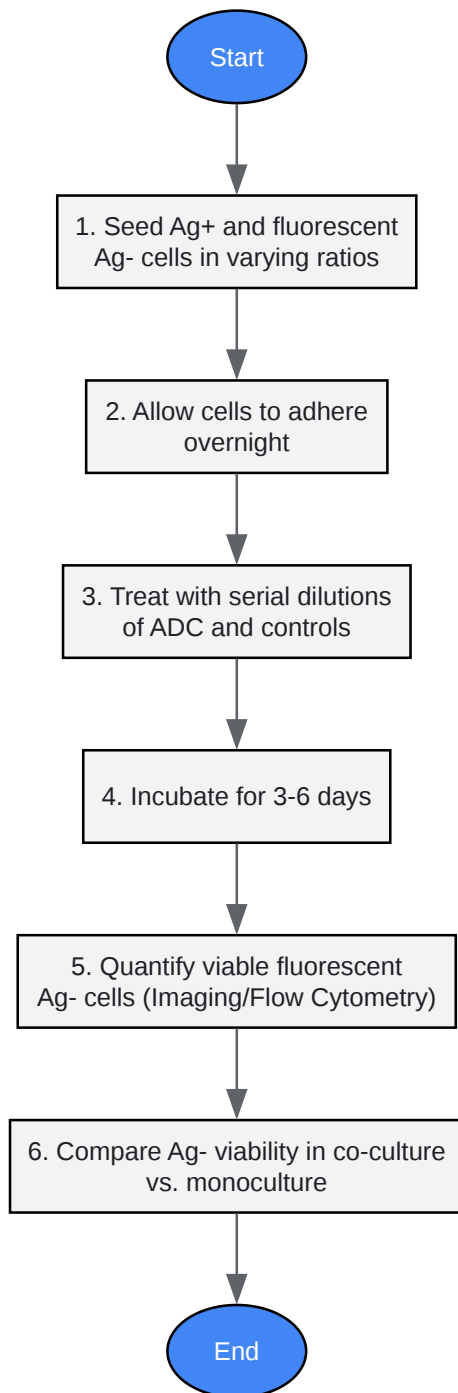 Start
1. Seed Ag+ and fluorescent
Ag- cells in varying ratios
2. Allow cells to adhere
overnight
3. Treat with serial dilutions
of ADC and controls
4. Incubate for 3-6 days
5. Quantify viable fluorescent
Ag- cells (Imaging/Flow Cytometry)
6. Compare Ag- viability in co-culture
vs. monoculture
End